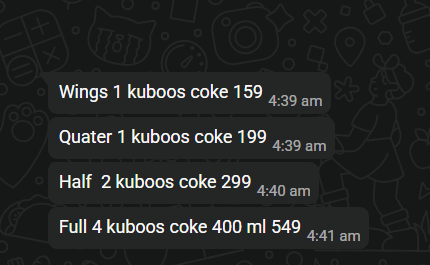 Wings 1 kuboos coke 159 4:39 am
Quater 1 kuboos coke 199 4:39 am
Half  2 kuboos coke 299 4:40 am
Full 4 kuboos coke 400 ml 549 4:41 am